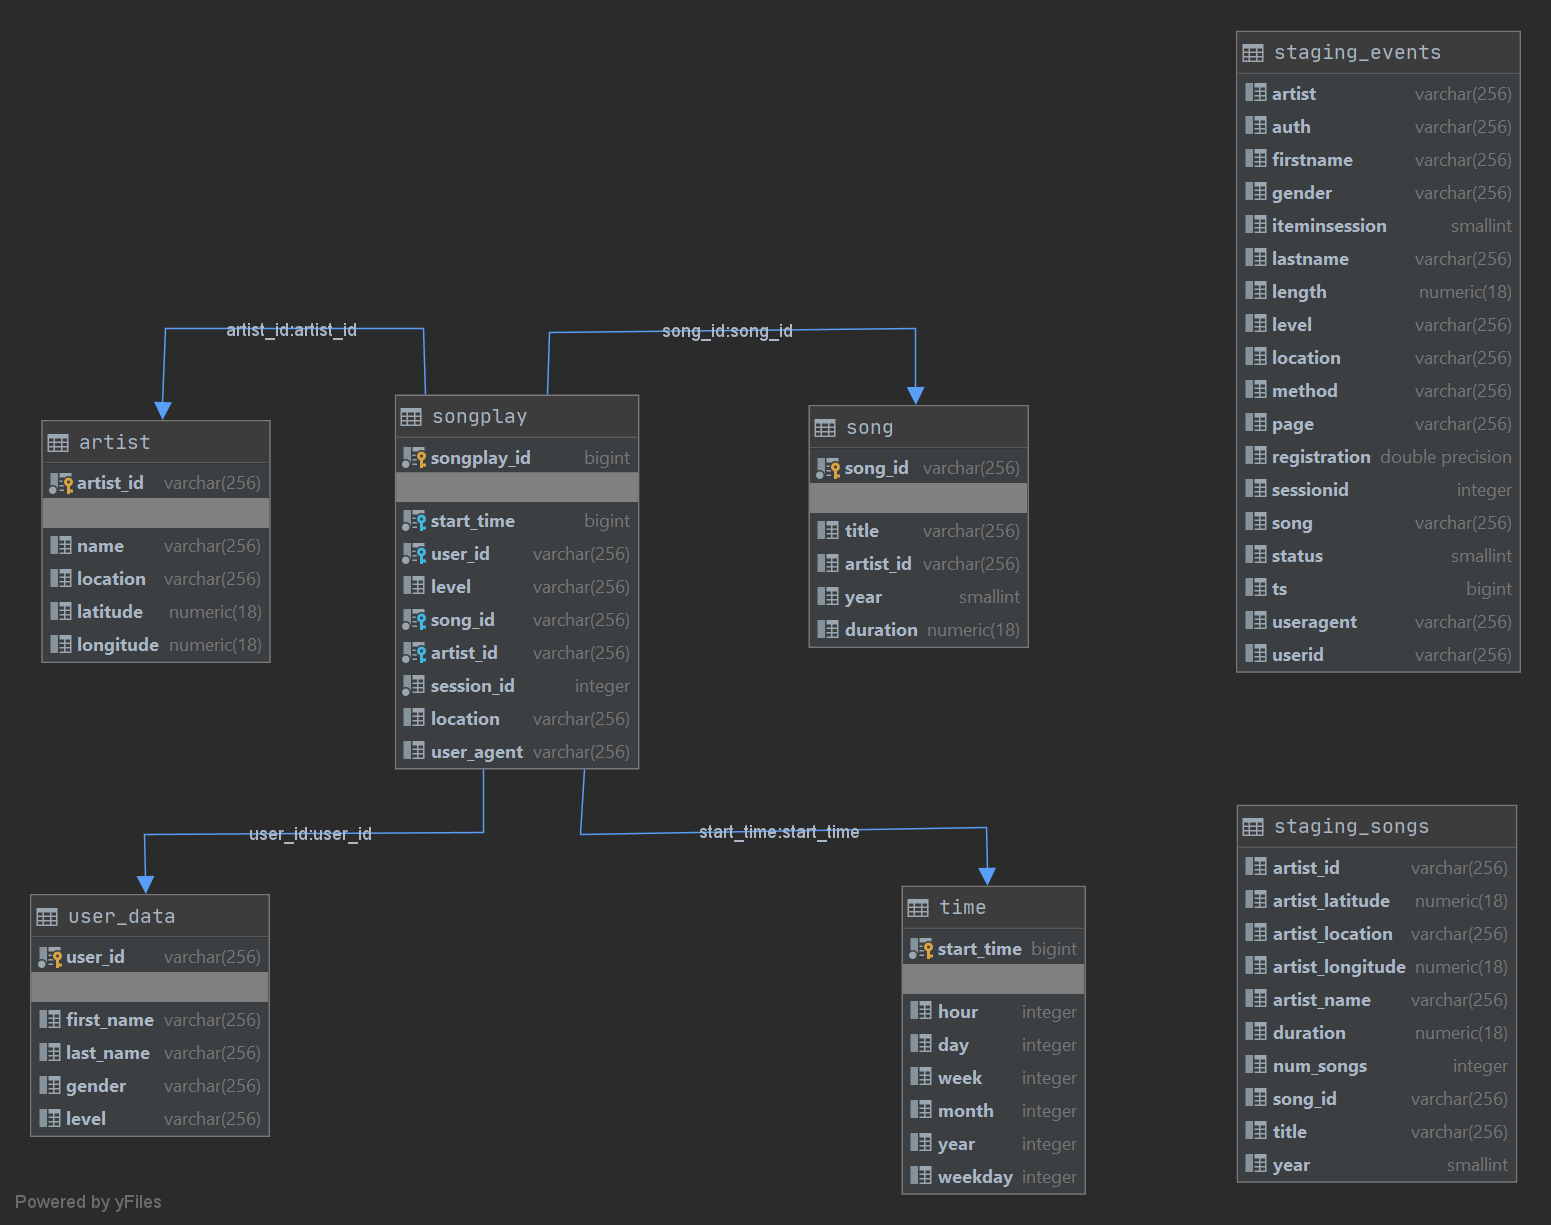 staging_events
artist varchar(256)
auth varchar(256)
firstname varchar(256)
gender varchar(256)
iteminsession smallint
lastname varchar(256)
length numeric(18)
level varchar(256)
location varchar(256)
method varchar(256)
page varchar(256)
registration double precision
sessionid integer
song varchar(256)
status smallint
ts bigint
useragent varchar(256)
userid varchar(256)
artist_id:artist_id
song_id:song_id
artist
artist_id varchar(256)
name varchar(256)
location varchar(256)
latitude numeric(18)
longitude numeric(18)
songplay
songplay_id bigint
start_time bigint
user_id varchar(256)
level varchar(256)
song_id varchar(256)
artist_id varchar(256)
session_id integer
location varchar(256)
user_agent varchar(256)
song
song_id varchar(256)
title varchar(256)
artist_id varchar(256)
year smallint
duration numeric(18)
user_id:user_id
start_time:start_time
user_data
user_id varchar(256)
first_name varchar(256)
last_name varchar(256)
gender varchar(256)
level varchar(256)
time
start_time bigint
hour integer
day integer
week integer
month integer
year integer
weekday integer
staging_songs
artist_id varchar(256)
artist_latitude numeric(18)
artist_location varchar(256)
artist_longitude numeric(18)
artist_name varchar(256)
duration numeric(18)
num_songs integer
song_id varchar(256)
title varchar(256)
year smallint
Powered by yFiles